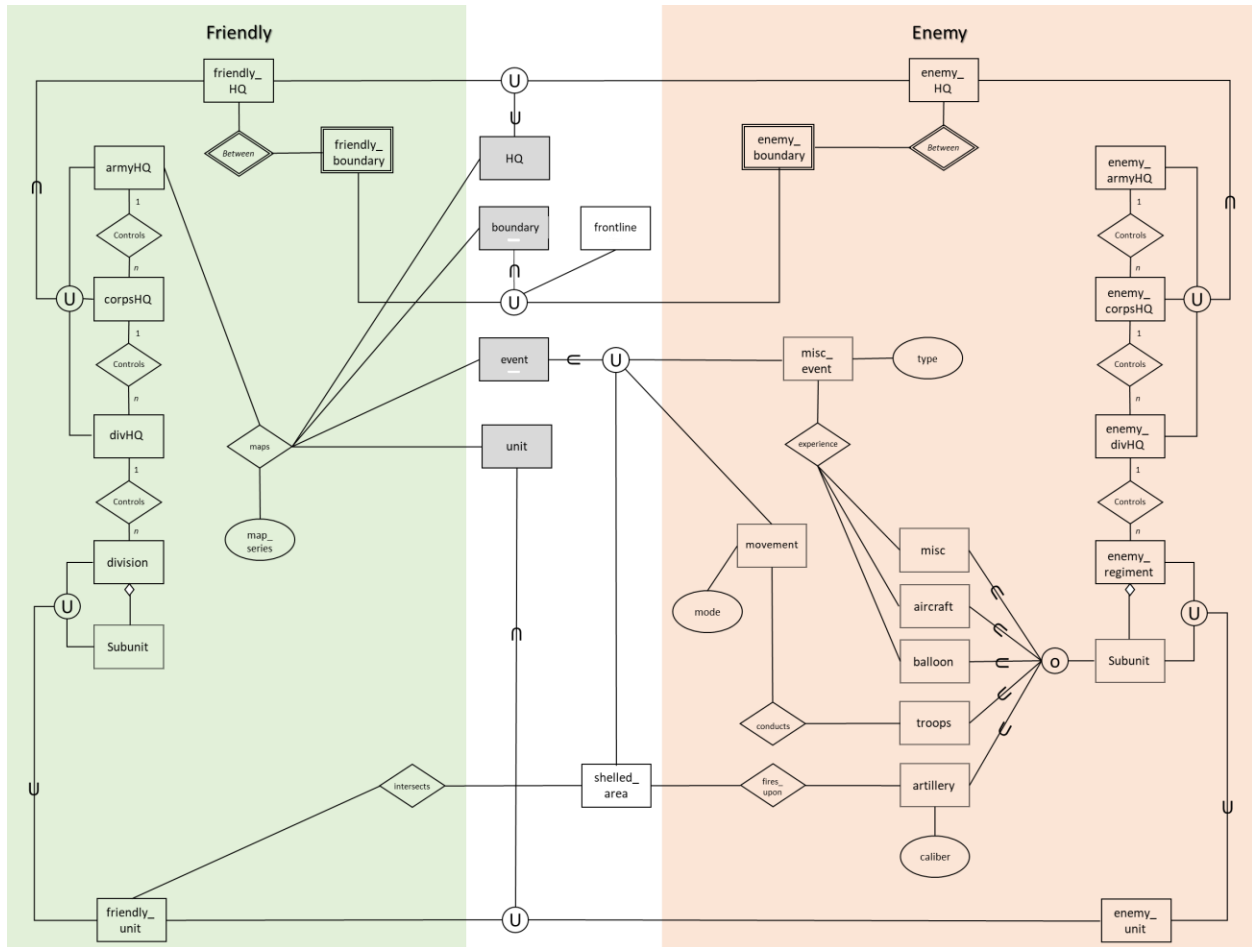 Friendly
Enemy
friendly_
HQ
U
enemy_
HQ
Between
friendly_
boundary
HQ
enemy_
boundary
Between
armyHQ
enemy_
armyHQ
1
1
boundary
frontline
Controls
Controls
n
n
U
corpsHQ
U
enemy_
corpsHQ
U
1
1
event
U
misc_
event
type
Controls
Controls
n
n
divHQ
maps
unit
experience
enemy_
divHQ
1
1
Controls
Controls
n
n
map_
series
division
movement
misc
enemy_
regiment
U
mode
aircraft
U
Subunit
balloon
o
Subunit
conducts
troops
intersects
shelled_
area
fires_
upon
artillery
caliber
friendly_
unit
U
enemy_
unit